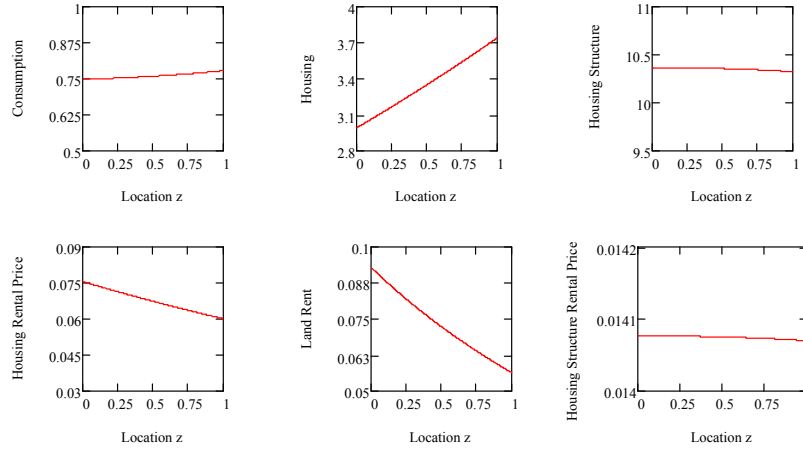 Consumption
1
0.875
0.75
0.625
0.5
0 0.25 0.5 0.75 1
Location z
Housing
4
3.7
3.4
3.1
2.8
0 0.25 0.5 0.75 1
Location z
Housing Structure
11
10.5
10
9.5
0 0.25 0.5 0.75 1
Location z
Housing Rental Price
0.09
0.075
0.06
0.045
0.03
0 0.25 0.5 0.75 1
Location z
Land Rent
0.1
0.088
0.075
0.063
0.05
0 0.25 0.5 0.75 1
Location z
Housing Structure Rental Price
0.0142
0.0141
0.014
0 0.25 0.5 0.75 1
Location z